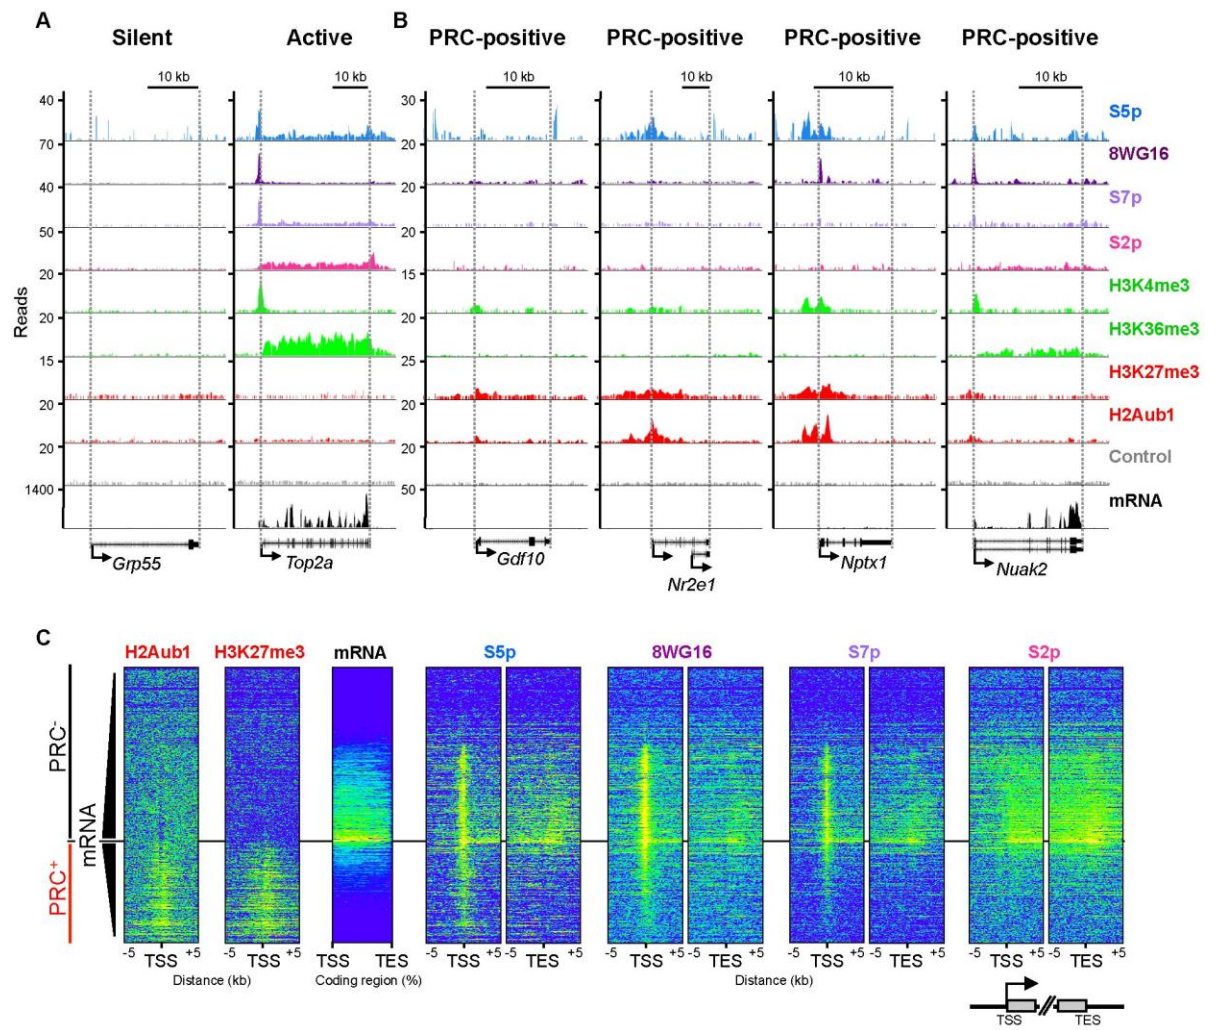 A
B
Silent
Active
PRC-positive
PRC-positive
PRC-positive
PRC-positive
10 kb
10 kb
10 kb
10 kb
10 kb
10 kb
40
30
S5p
70
20
8WG16
40
20
S7p
50
20
S2p
20
15
H3K4me3
20
20
H3K36me3
15
25
H3K27me3
20
20
H2Aub1
20
20
Control
1400
50
mRNA
Reads
Grp55
Top2a
Gdf10
Nr2e1
Nptx1
Nuak2
C
H2Aub1
H3K27me3
mRNA
S5p
8WG16
S7p
S2p
PRC-
mRNA
PRC+
-5 TSS +5
-5 TSS +5
TSS TES
-5 TSS +5
-5 TES +5
-5 TSS +5
-5 TES +5
-5 TSS +5
-5 TES +5
-5 TSS +5
-5 TES +5
Distance (kb)
Coding region (%)
Distance (kb)
TSS
TES